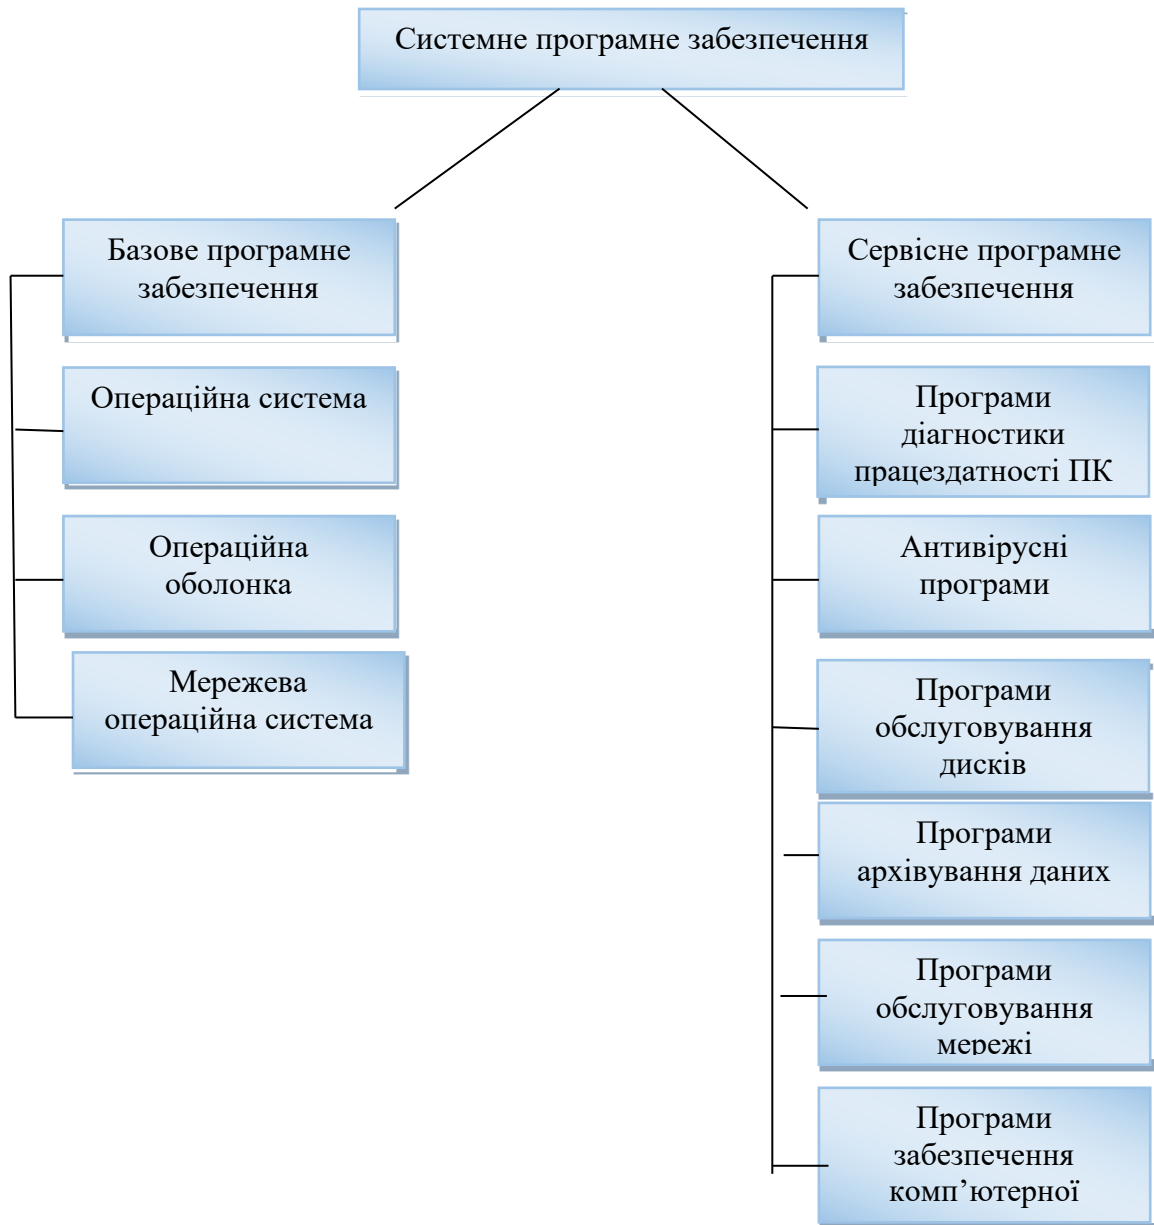 Системне програмне забезпечення
Базове програмне
забезпечення
Операційна система
Операційна
оболонка
Мережева
операційна система
Сервісне програмне
забезпечення
Програми
діагностики
працездатності ПК
Антивірусні
програми
Програми
обслуговування
дисків
Програми
архівування даних
Програми
обслуговування
мережі
Програми
забезпечення
комп’ютерної